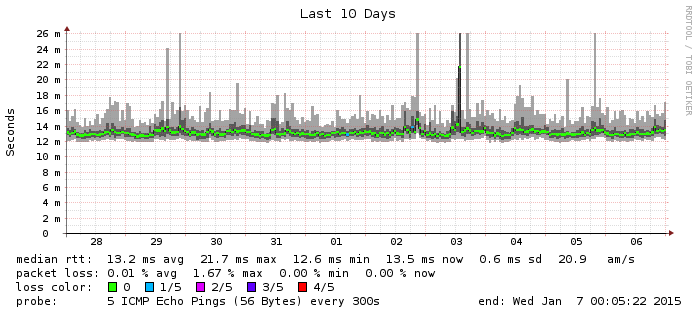 Last 10 Days
RRDTOOL / TOBI OETIKER
Seconds
26 m
24 m
22 m
20 m
18 m
16 m
14 m
12 m
10 m
8 m
6 m
4 m
2 m
0
28 29 30 31 01 02 03 04 05 06
median rtt: 13.2 ms avg 21.7 ms max 12.6 ms min 13.5 ms now 0.6 ms sd 20.9 am/s
packet loss: 0.01 % avg 1.67 % max 0.00 % min 0.00 % now
loss color: 0 1/5 2/5 3/5 4/5
probe: 5 ICMP Echo Pings (56 Bytes) every 300s end: Wed Jan 7 00:05:22 2015